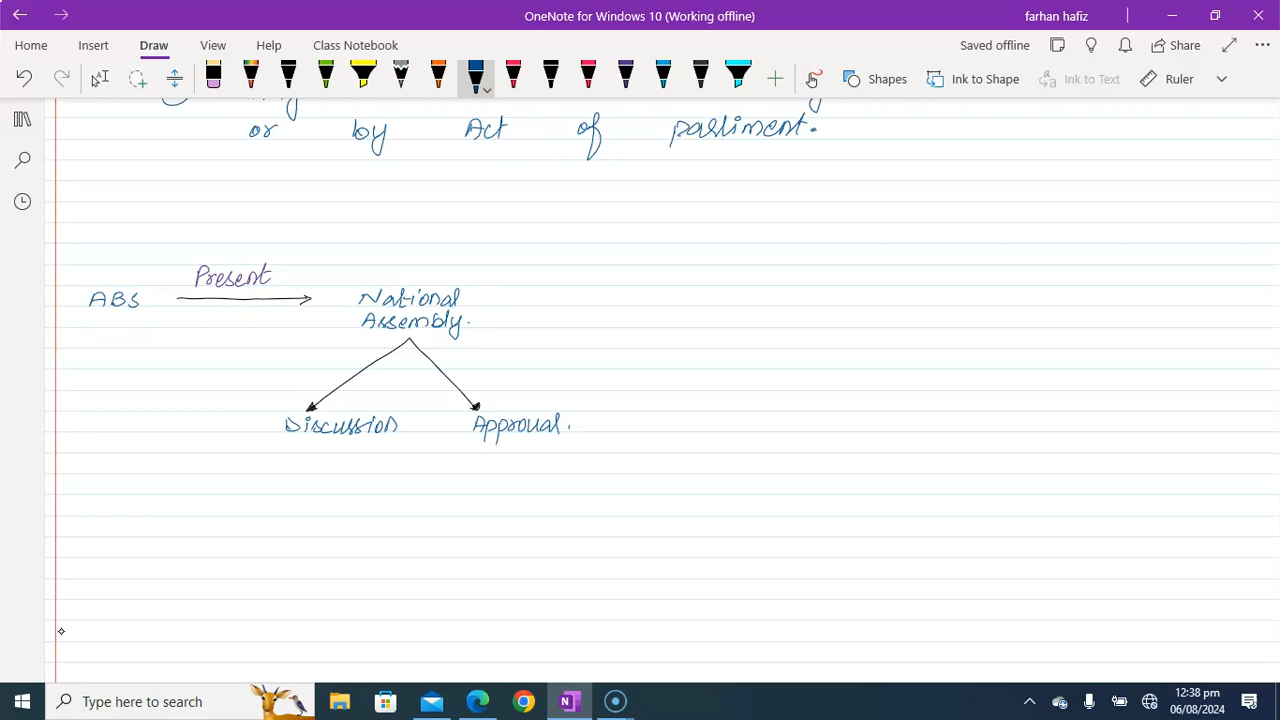 OneNote for Windows 10 (Working offline)
farhan hafiz
Home Insert Draw View Help Class Notebook
Saved offline
Share
Shapes
Ink to Shape
Ink to Text
Ruler
or by Act of parliment.
Present
ABS
National
Assembly.
Discussion
Approval.
Type here to search
12:38 pm
06/08/2024